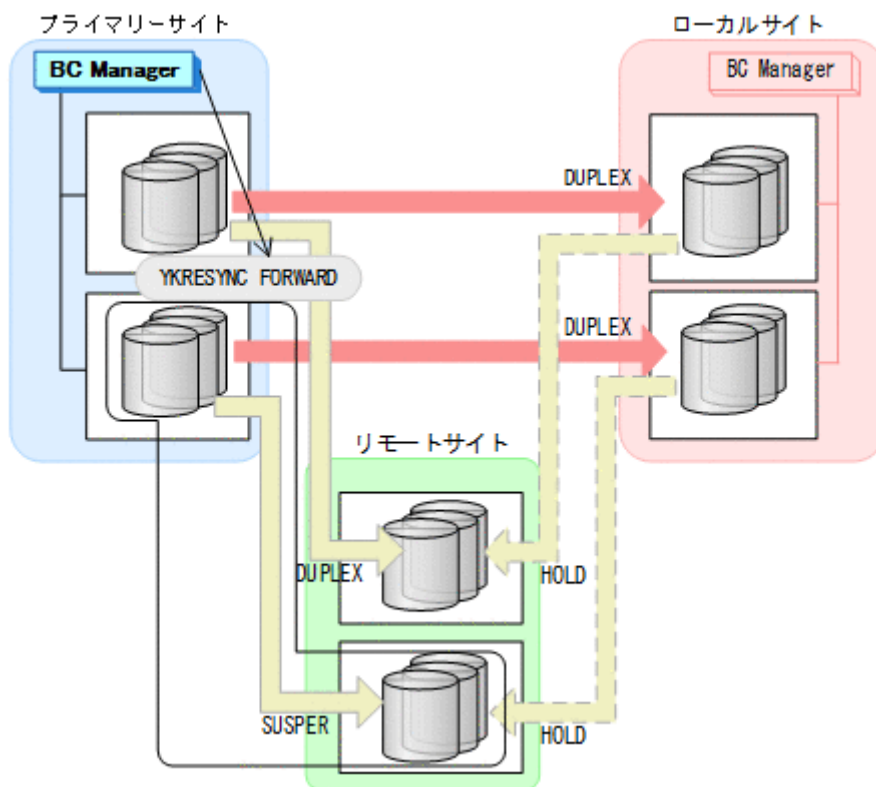 プライマリーサイト
ローカルサイト
BC Manager
BC Manager
DUPLEX
YKRESYNC FORWARD
DUPLEX
リモートサイト
DUPLEX
HOLD
SUSPER
HOLD